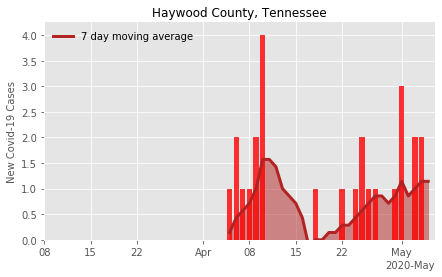 Haywood County, Tennessee
7 day moving average
New Covid-19 Cases
4.0
3.5
3.0
2.5
2.0
1.5
1.0
0.5
0.0
08 15 22 Apr 08 15 22 May
2020-May